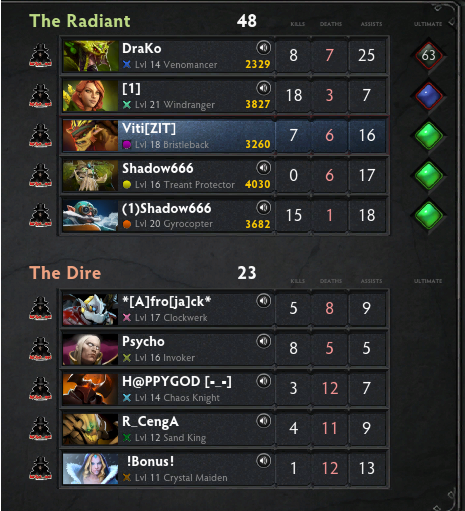 The Radiant 48 KILLS DEATHS ASSISTS ULTIMATE
DraKo 8 7 25 63
Lvl 14 Venomancer 2329
[1] 18 3 7
Lvl 21 Windranger 3827
Viti[ZIT] 7 6 16
Lvl 18 Bristleback 3260
Shadow666 0 6 17
Lvl 16 Treant Protector 4030
(1)Shadow666 15 1 18
Lvl 20 Gyrocopter 3682
The Dire 23 KILLS DEATHS ASSISTS ULTIMATE
*[A]fro[ja]ck* 5 8 9
Lvl 17 Clockwerk
Psycho 8 5 5
Lvl 16 Invoker
H@PPYGOD [-_-] 3 12 7
Lvl 14 Chaos Knight
R_CengA 4 11 9
Lvl 12 Sand King
!Bonus! 1 12 13
Lvl 11 Crystal Maiden